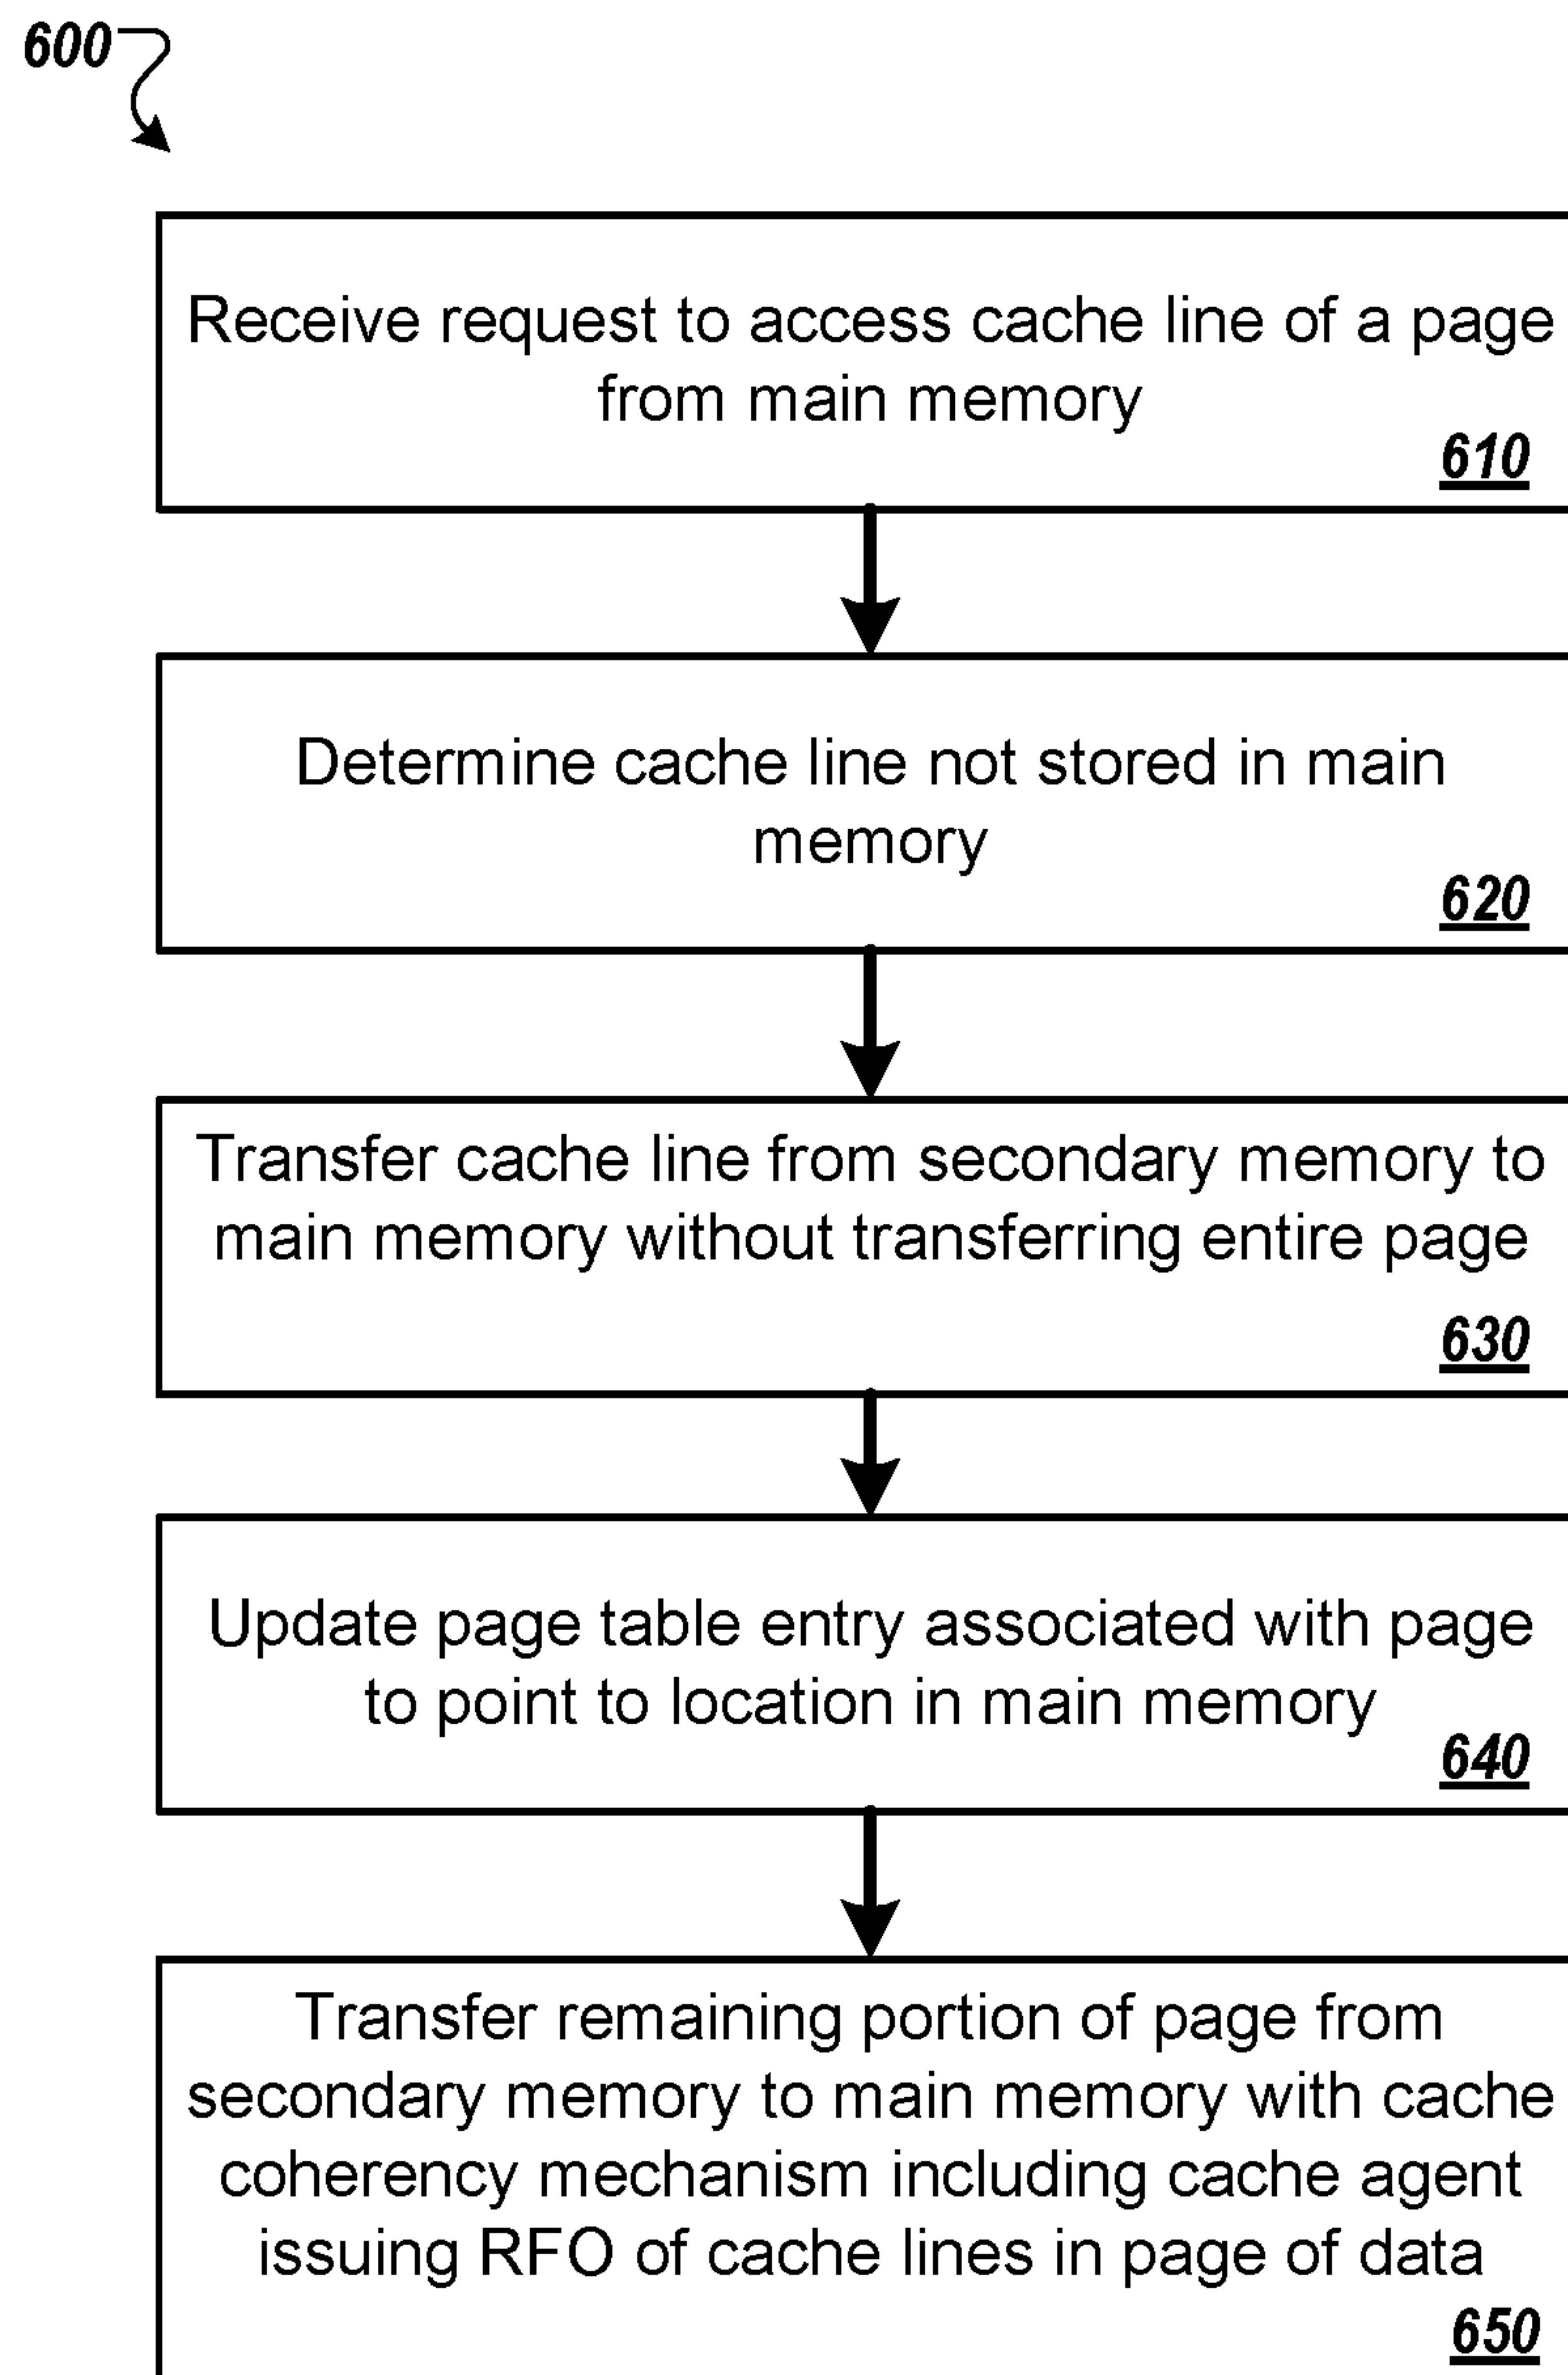 600
Receive request to access cache line of a page
from main memory
610
Determine cache line not stored in main
memory
620
Transfer cache line from secondary memory to
main memory without transferring entire page
630
Update page table entry associated with page
to point to location in main memory
640
Transfer remaining portion of page from
secondary memory to main memory with cache
coherency mechanism including cache agent
issuing RFO of cache lines in page of data
650